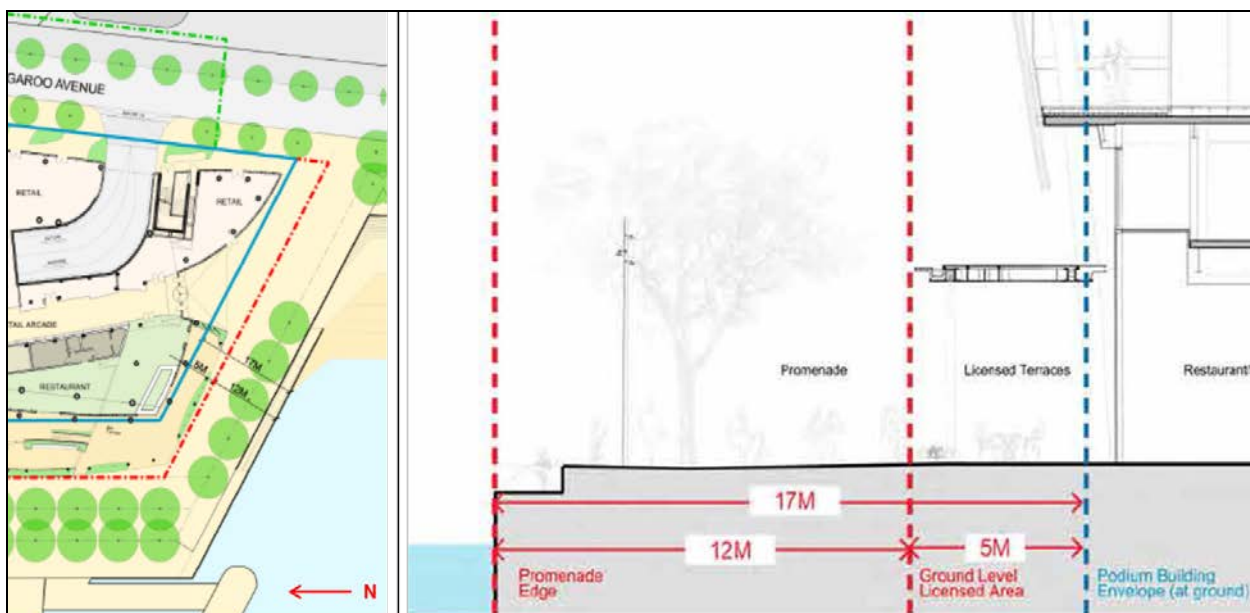 GAROO AVENUE
RETAIL
RETAIL
TAIL ARCADE
RESTAURANT
17M
5M
12M
N
Promenade
Licensed Terraces
Restaurant
17M
12M
5M
Promenade
Edge
Ground Level
Licensed Area
Podium Building
Envelope (at ground)